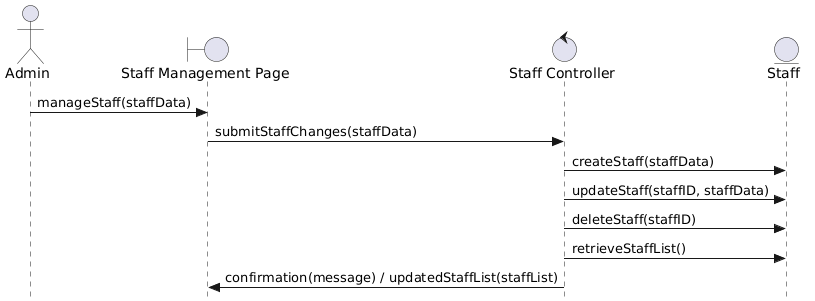 Admin
Staff Management Page
Staff Controller
Staff
manageStaff(staffData)
submitStaffChanges(staffData)
createStaff(staffData)
updateStaff(staffID, staffData)
deleteStaff(staffID)
retrieveStaffList()
confirmation(message) / updatedStaffList(staffList)